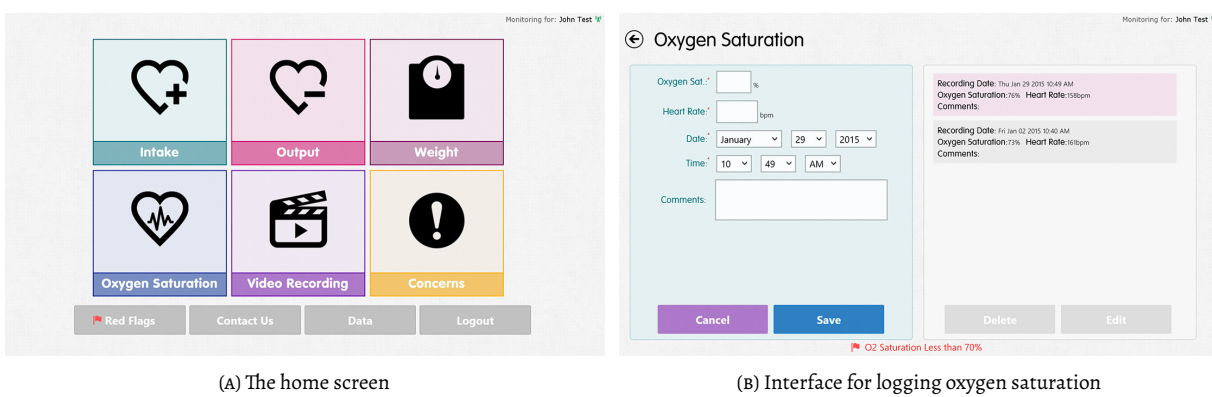 Monitoring for: John Test
Intake
Output
Weight
Oxygen Saturation
Video Recording
Concerns
Red Flags
Contact Us
Data
Logout
(A) The home screen
Monitoring for: John Test
Oxygen Saturation
Oxygen Sat.:* %
Heart Rate:* bpm
Date:* January 29 2015
Time:* 10 49 AM
Comments:
Cancel
Save
Recording Date: Thu Jan 29 2015 10:49 AM
Oxygen Saturation:76% Heart Rate:158bpm
Comments:
Recording Date: Fri Jan 02 2015 10:40 AM
Oxygen Saturation:73% Heart Rate:161bpm
Comments:
Delete
Edit
O2 Saturation Less than 70%
(B) Interface for logging oxygen saturation